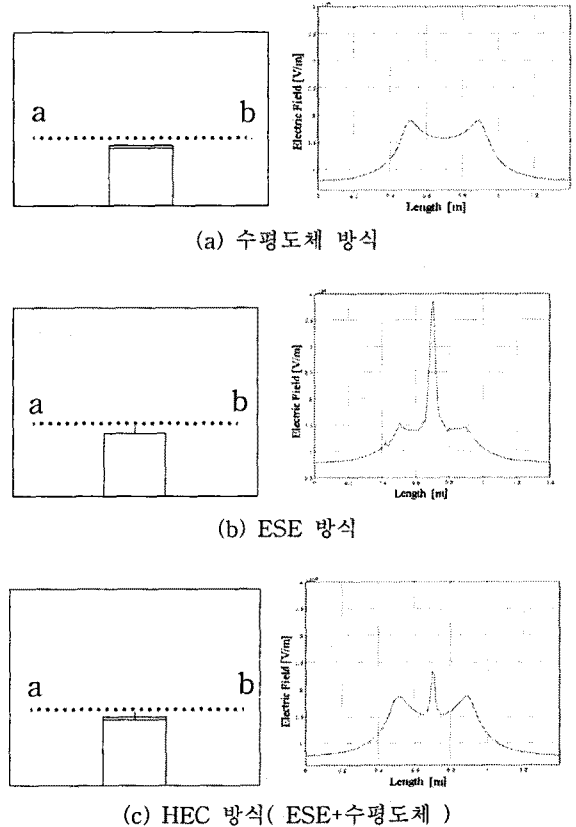 a
b
Electric Field [V/m]
Length [m]
(a) 수평도체 방식
a
b
Electric Field [V/m]
Length [m]
(b) ESE 방식
a
b
Electric Field [V/m]
Length [m]
(c) HEC 방식( ESE+수평도체 )